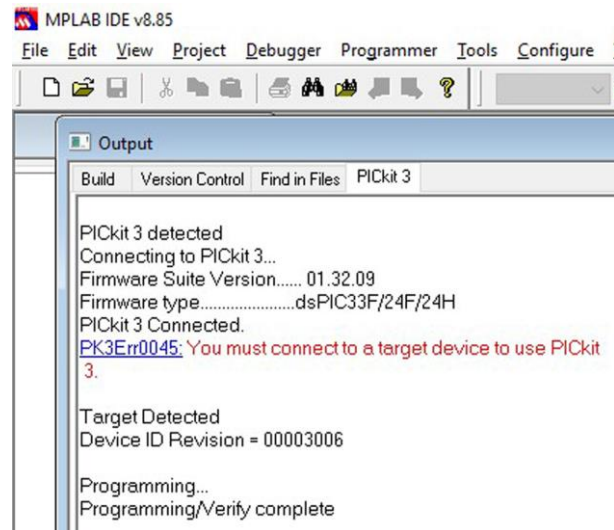 MPLAB IDE v8.85
File Edit View Project Debugger Programmer Tools Configure
Output
Build Version Control Find in Files PICkit 3
PICkit 3 detected
Connecting to PICkit 3...
Firmware Suite Version...... 01.32.09
Firmware type......................dsPIC33F/24F/24H
PICkit 3 Connected.
PK3Err0045: You must connect to a target device to use PICkit
3.
Target Detected
Device ID Revision = 00003006
Programming...
Programming/Verify complete